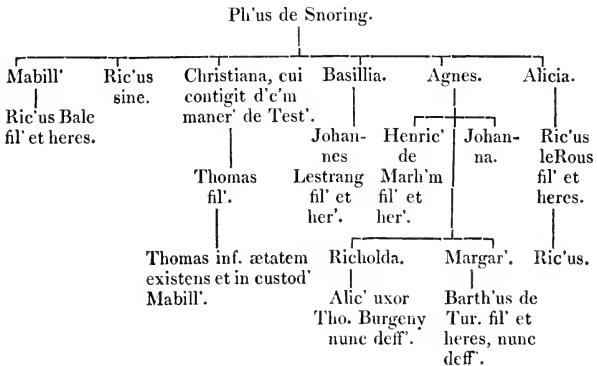 Ph'us de Snoring.
Mabill'
Ric'us Balc
fil' et heres.
Ric'us
sine.
Christiana, cui
contigit d'c'm
maner' de Test'.
Thomas
fil'.
Thomas inf. ætatem
existens et in custod'
Mabill'.
Basillia.
Johan-
nes
Lestrang
fil' et
her'.
Agnes.
Henric'
de
Marh'm
fil' et
her'.
Johan-
na.
Richolda.
Alic' uxor
Tho. Burgeny
nunc deff'.
Margar'.
Barth'us de
Tur. fil' et
heres, nunc
deff'.
Alicia.
Ric'us
leRous
fil' et
heres.
Ric'us.